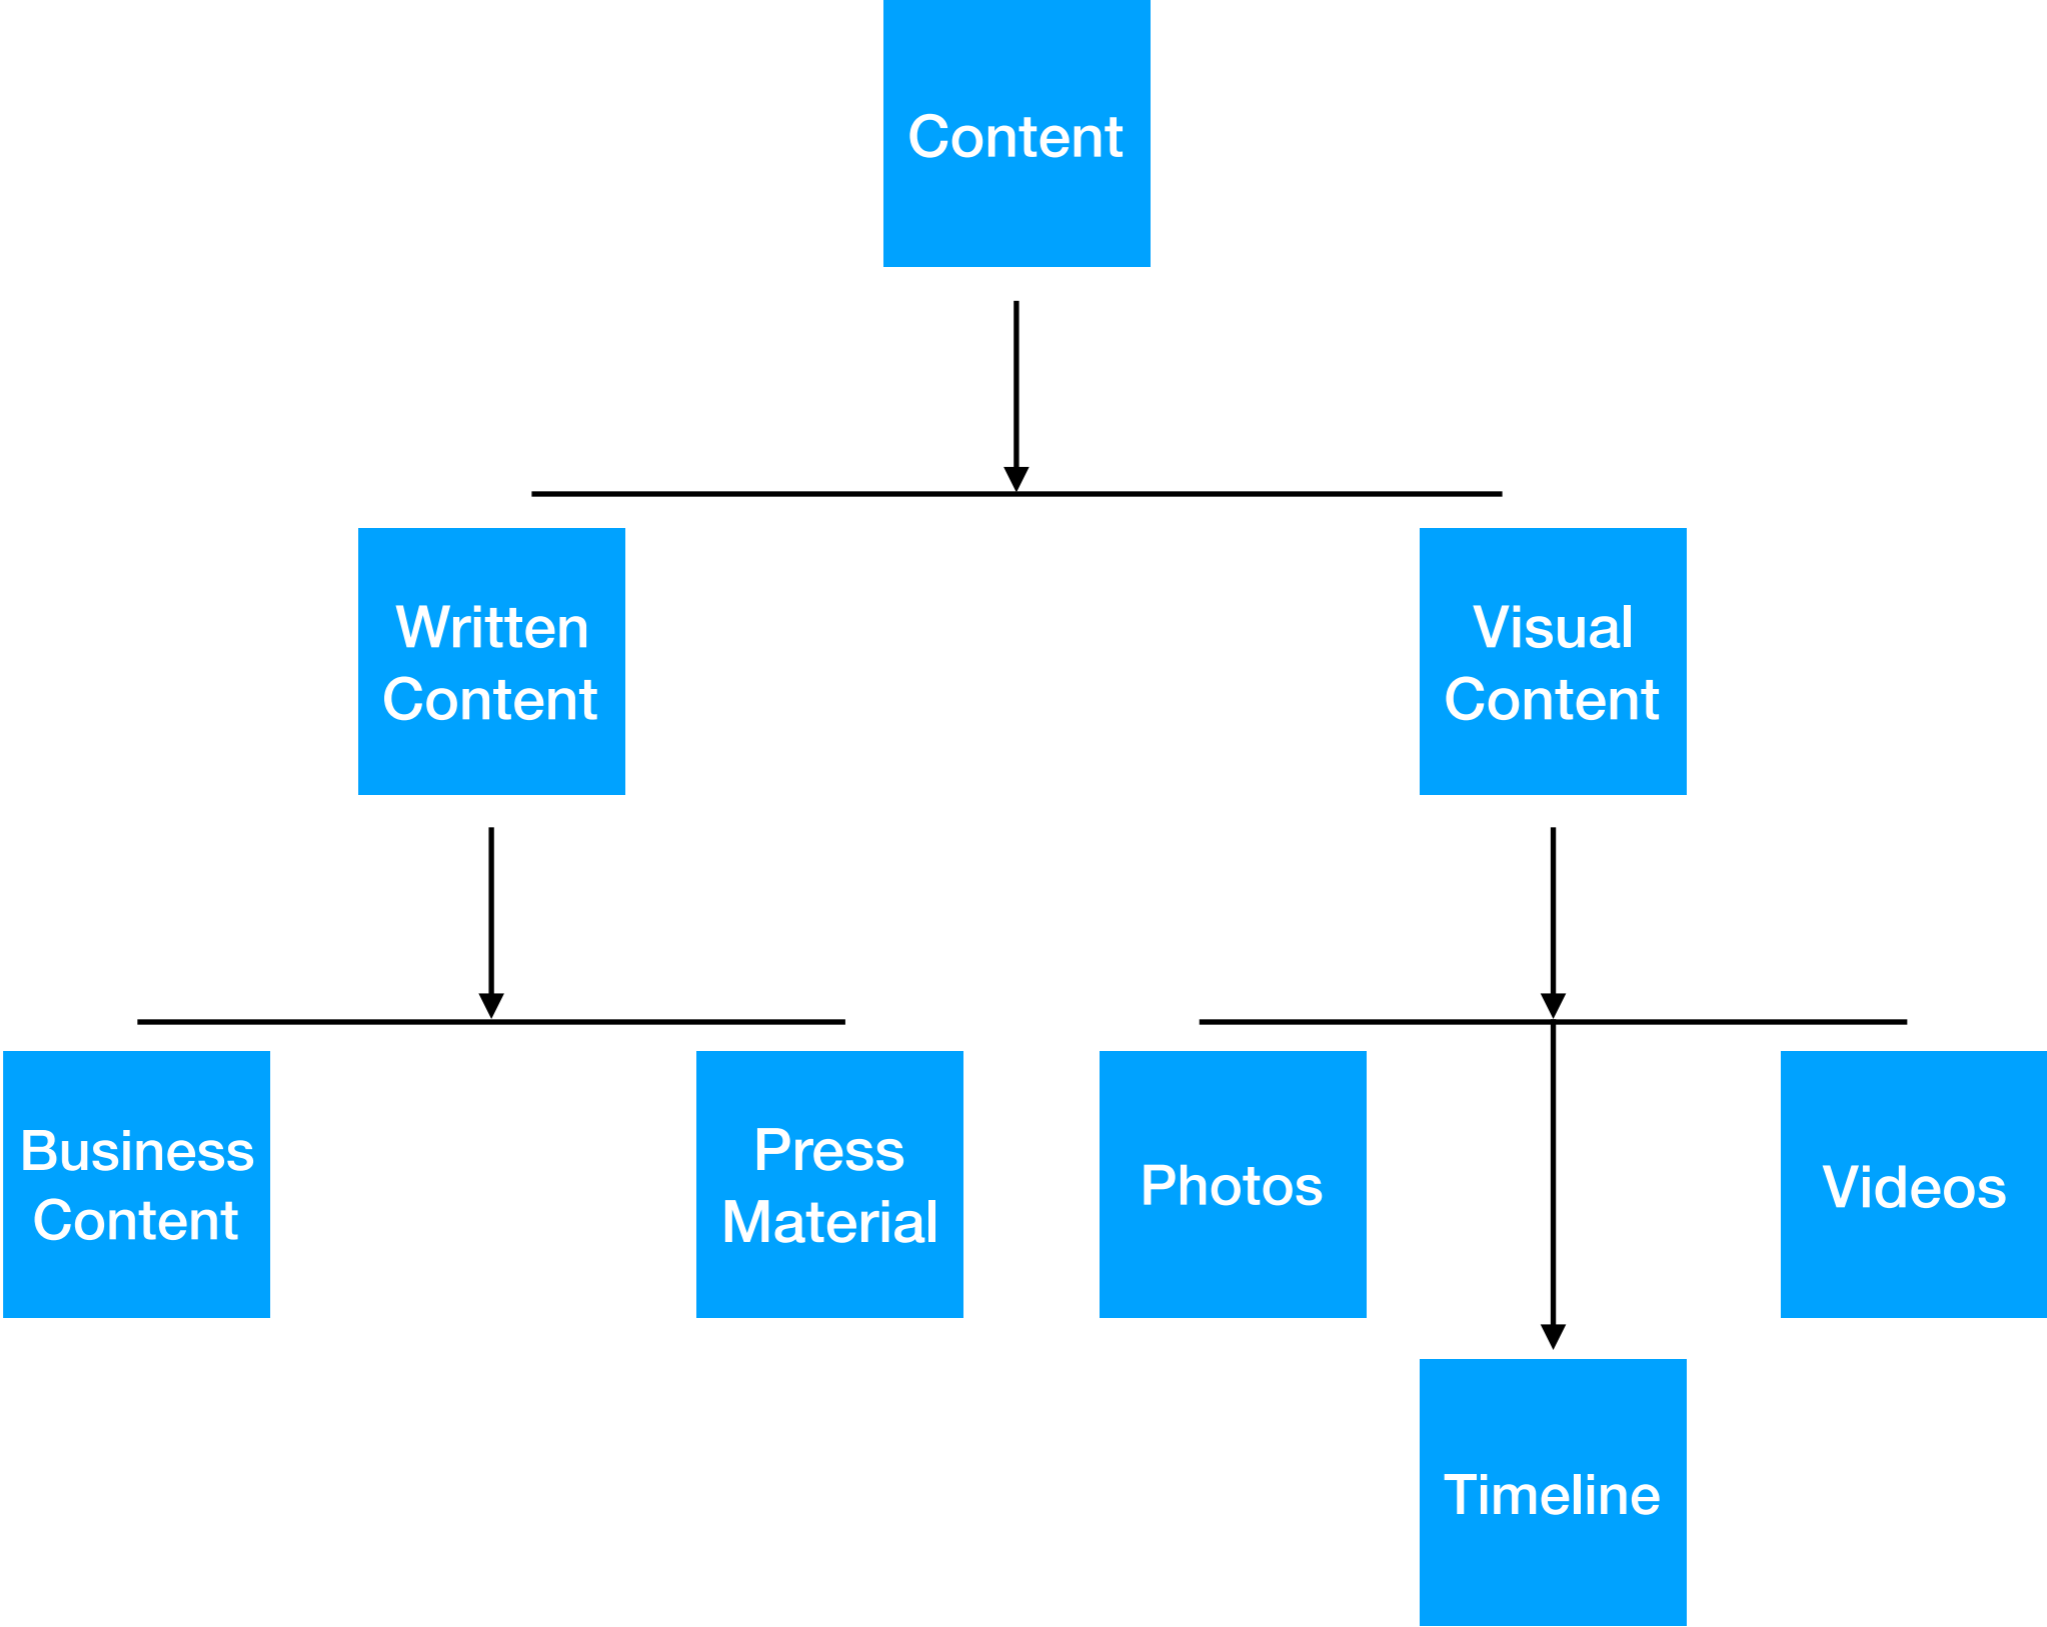 Content
Written
Content
Visual
Content
Business
Content
Press
Material
Photos
Videos
Timeline